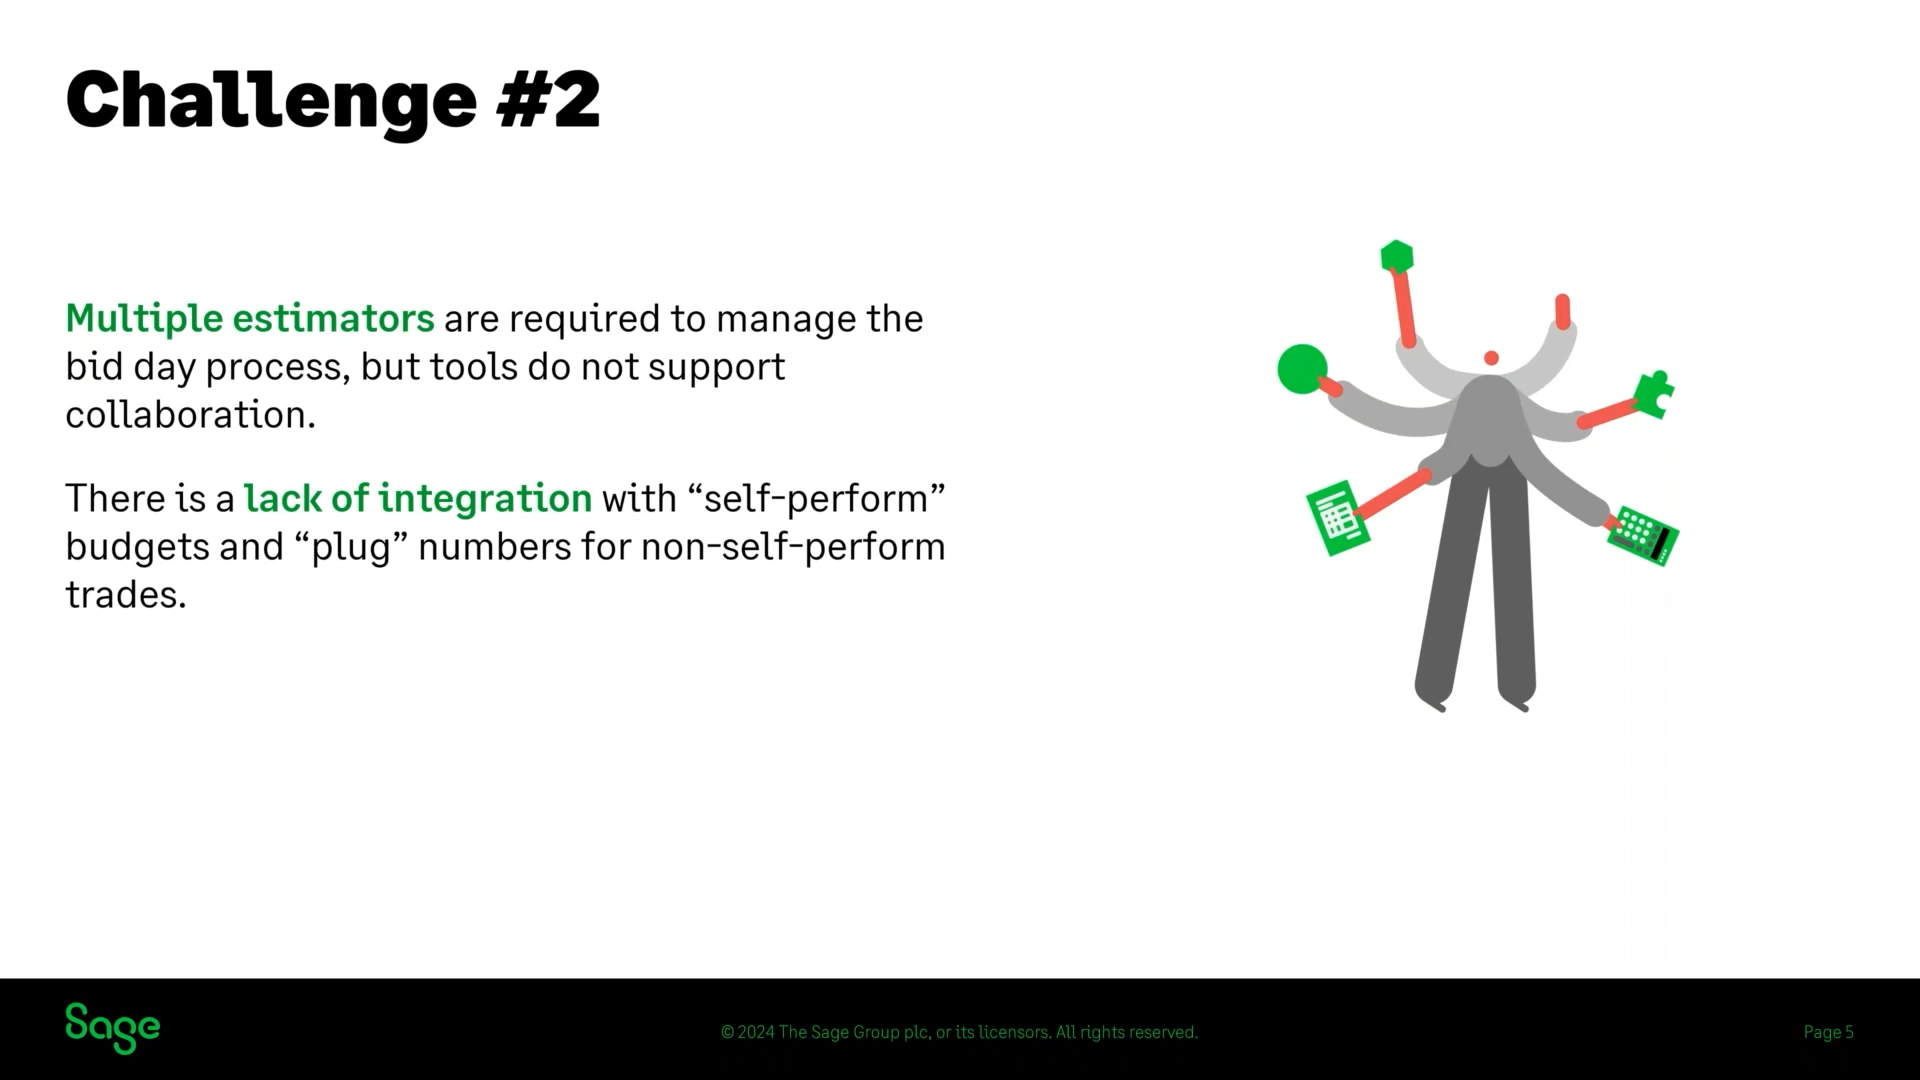 Challenge #2
Multiple estimators are required to manage the
bid day process, but tools do not support
collaboration.
There is a lack of integration with “self-perform”
budgets and “plug” numbers for non-self-perform
trades.
Sage
© 2024 The Sage Group plc, or its licensors. All rights reserved.
Page 5